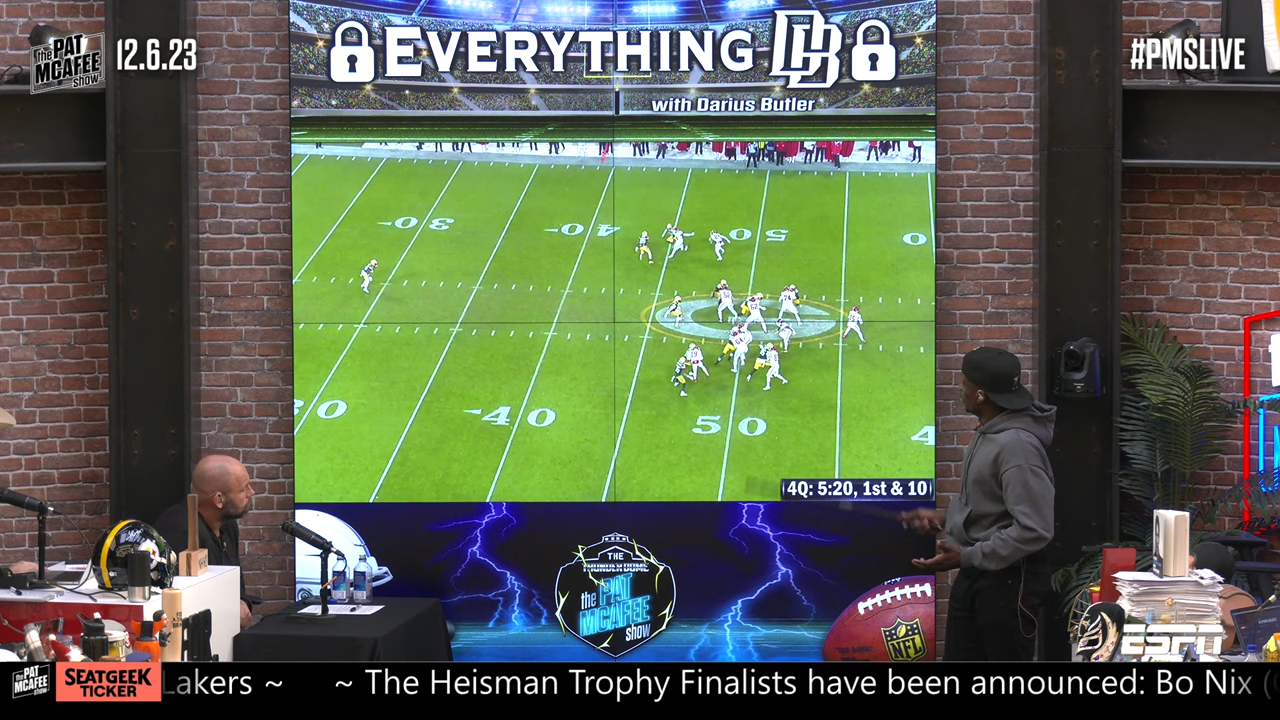 the PAT MCAFEE show
12.6.23
EVERYTHING DB
with Darius Butler
#PMSLIVE
30
40
50
0
30
40
50
4
4Q: 5:20, 1st & 10
THE
THUNDERDOME
the PAT MCAFEE show
NFL
ESPN
the PAT MCAFEE show
SEATGEEK TICKER
Lakers ~ ~ The Heisman Trophy Finalists have been announced: Bo Nix (